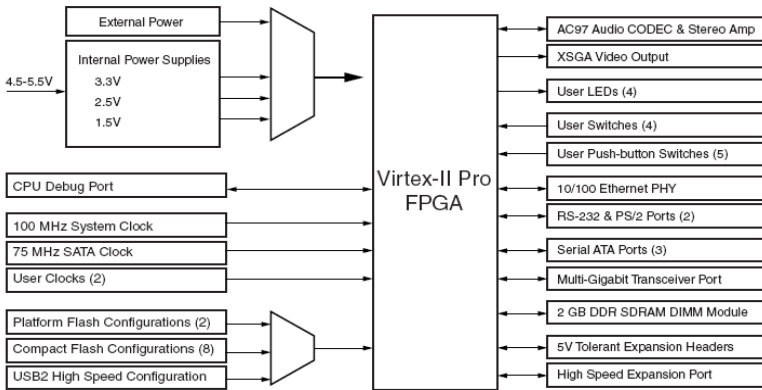 External Power
Internal Power Supplies
4.5-5.5V
3.3V
2.5V
1.5V
CPU Debug Port
100 MHz System Clock
75 MHz SATA Clock
User Clocks (2)
Platform Flash Configurations (2)
Compact Flash Configurations (8)
USB2 High Speed Configuration
Virtex-II Pro
FPGA
AC97 Audio CODEC & Stereo Amp
XSGA Video Output
User LEDs (4)
User Switches (4)
User Push-button Switches (5)
10/100 Ethernet PHY
RS-232 & PS/2 Ports (2)
Serial ATA Ports (3)
Multi-Gigabit Transceiver Port
2 GB DDR SDRAM DIMM Module
5V Tolerant Expansion Headers
High Speed Expansion Port